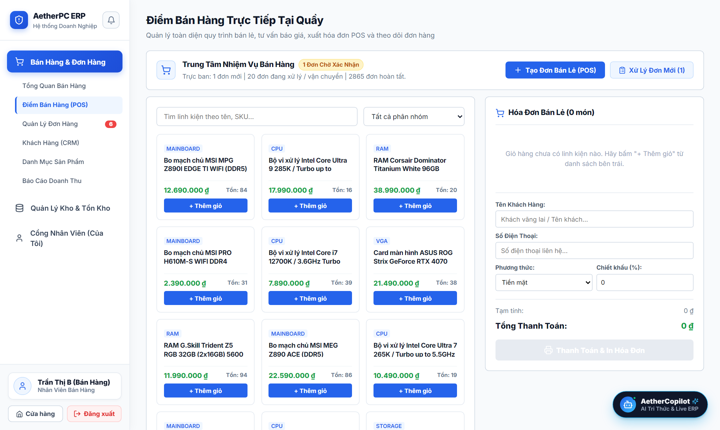 AetherPC ERP
Hệ thống Doanh Nghiệp
Bán Hàng & Đơn Hàng
Tổng Quan Bán Hàng
Điểm Bán Hàng (POS)
Quản Lý Đơn Hàng
6
Khách Hàng (CRM)
Danh Mục Sản Phẩm
Báo Cáo Doanh Thu
Quản Lý Kho & Tồn Kho
Cổng Nhân Viên (Của Tôi)
Trần Thị B (Bán Hàng)
Nhân Viên Bán Hàng
Cửa hàng
Đăng xuất
Điểm Bán Hàng Trực Tiếp Tại Quầy
Quản lý toàn diện quy trình bán lẻ, tư vấn báo giá, xuất hóa đơn POS và theo dõi đơn hàng
Trung Tâm Nhiệm Vụ Bán Hàng
1 Đơn Chờ Xác Nhận
Trực ban: 1 đơn mới | 20 đơn đang xử lý / vận chuyển | 2865 đơn hoàn tất.
+ Tạo Đơn Bán Lẻ (POS)
Xử Lý Đơn Mới (1)
Tìm linh kiện theo tên, SKU...
Tất cả phân nhóm
MAINBOARD
Bo mạch chủ MSI MPG Z890I EDGE TI WIFI (DDR5)
12.690.000 ₫
Tồn: 84
+ Thêm giỏ
CPU
Bộ vi xử lý Intel Core Ultra 9 285K / Turbo up to
17.990.000 ₫
Tồn: 16
+ Thêm giỏ
RAM
RAM Corsair Dominator Titanium White 96GB
38.990.000 ₫
Tồn: 20
+ Thêm giỏ
MAINBOARD
Bo mạch chủ MSI PRO H610M-S WIFI DDR4
2.390.000 ₫
Tồn: 31
+ Thêm giỏ
CPU
Bộ vi xử lý Intel Core i7 12700K / 3.6GHz Turbo
7.890.000 ₫
Tồn: 39
+ Thêm giỏ
VGA
Card màn hình ASUS ROG Strix GeForce RTX 4070
21.490.000 ₫
Tồn: 38
+ Thêm giỏ
RAM
RAM G.Skill Trident Z5 RGB 32GB (2x16GB) 5600
11.990.000 ₫
Tồn: 94
+ Thêm giỏ
MAINBOARD
Bo mạch chủ MSI MEG Z890 ACE (DDR5)
22.590.000 ₫
Tồn: 86
+ Thêm giỏ
CPU
Bộ vi xử lý Intel Core Ultra 7 265K / Turbo up to 5.5GHz
10.490.000 ₫
Tồn: 19
+ Thêm giỏ
MAINBOARD
CPU
STORAGE
Hóa Đơn Bán Lẻ (0 món)
Giỏ hàng chưa có linh kiện nào. Hãy bấm "+ Thêm giỏ" từ danh sách bên trái.
Tên Khách Hàng:
Khách vãng lai / Tên khách...
Số Điện Thoại:
Số điện thoại liên hệ...
Phương thức:
Tiền mặt
Chiết khấu (%):
0
Tạm tính:
0 ₫
Tổng Thanh Toán:
0 ₫
Thanh Toán & In Hóa Đơn
AetherCopilot
AI Tri Thức & Live ERP